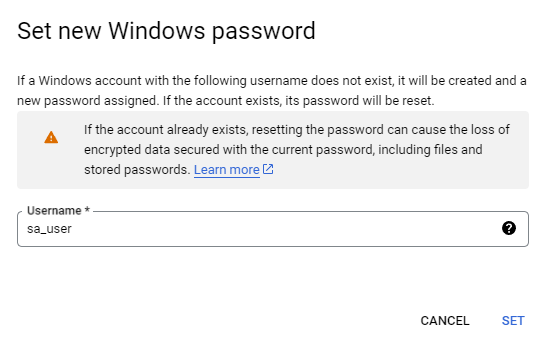 Set new Windows password
If a Windows account with the following username does not exist, it will be created and a
new password assigned. If the account exists, its password will be reset.
If the account already exists, resetting the password can cause the loss of
encrypted data secured with the current password, including files and
stored passwords. Learn more
Username *
sa_user
?
CANCEL SET